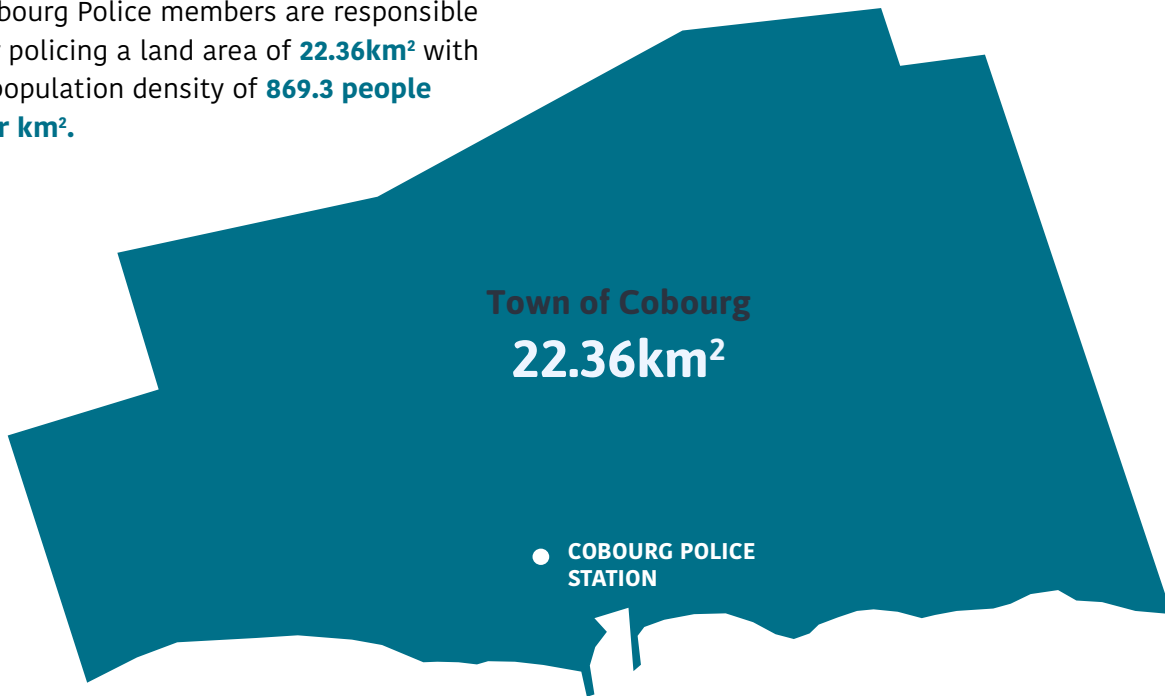 bourg Police members are responsible
policing a land area of 22.36km² with
population density of 869.3 people
r km².
Town of Cobourg
22.36km²
COBOURG POLICE
STATION